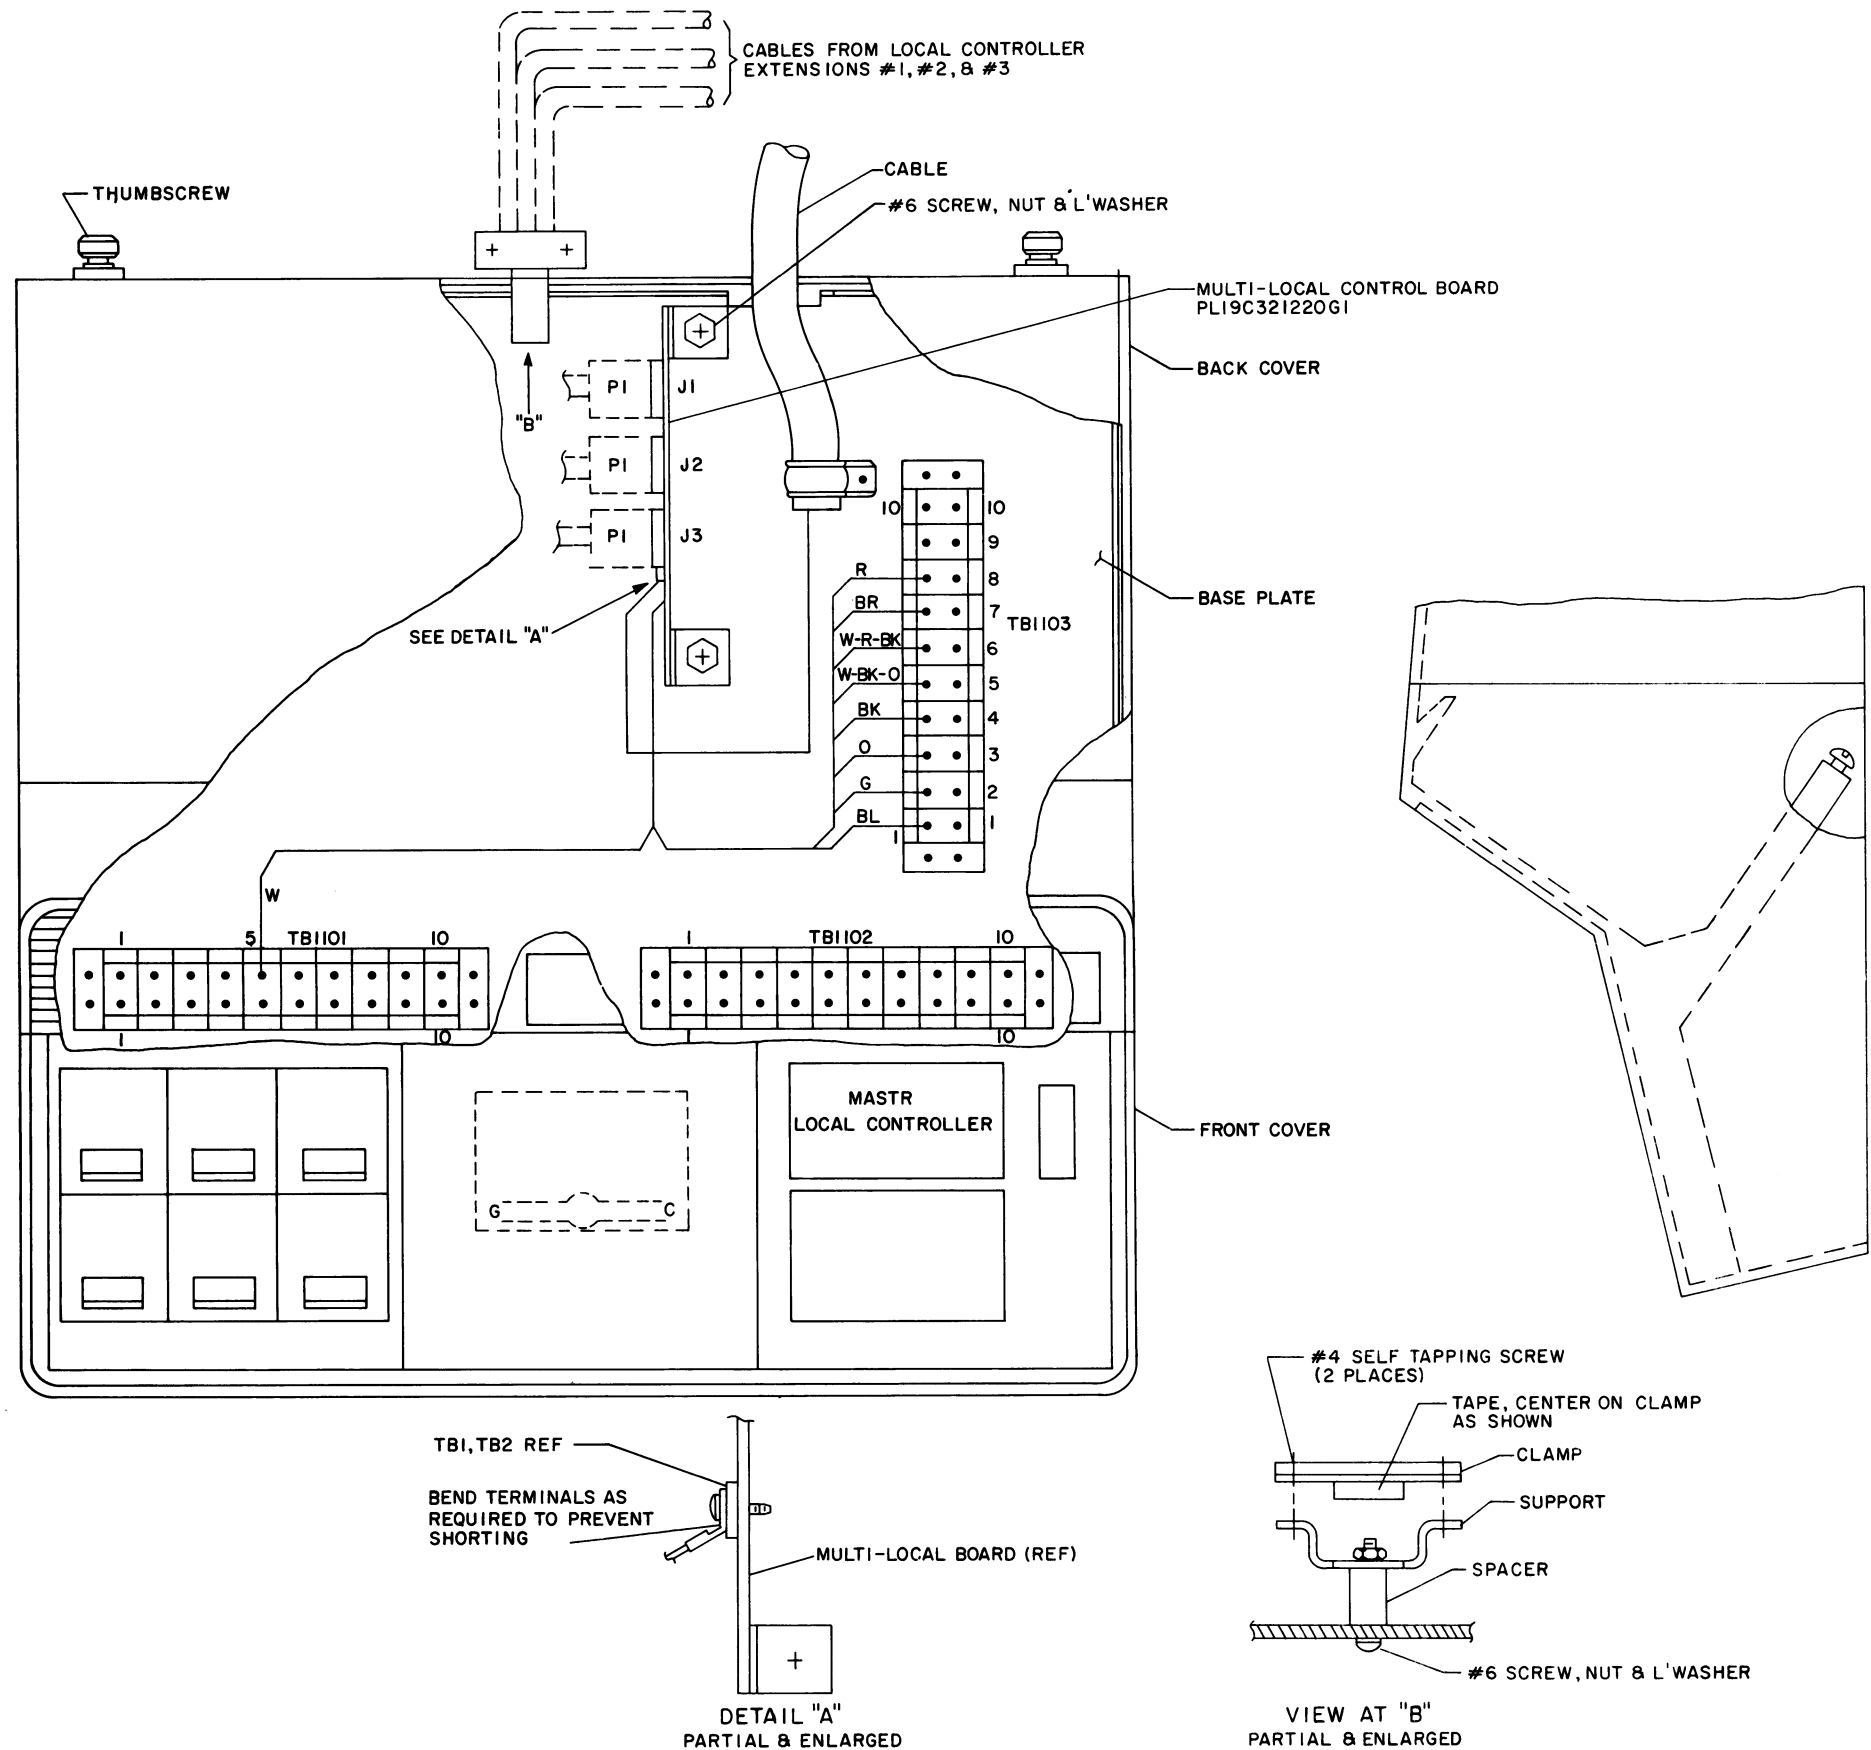 CABLES FROM LOCAL CONTROLLER
EXTENSIONS #1, #2, & #3
THUMBSCREW
CABLE
#6 SCREW, NUT & L'WASHER
+ +
MULTI-LOCAL CONTROL BOARD
PL19C321220G1
BACK COVER
"B"
P1 J1
P1 J2
P1 J3
SEE DETAIL "A"
10 10
9
R 8
BR 7
TB1103
W-R-BK 6
W-BK-O 5
BK 4
O 3
G 2
BL 1
1
BASE PLATE
W
1 5 TB1101 10
1 TB1102 10
1 10
1 10
MASTR
LOCAL CONTROLLER
FRONT COVER
G C
TB1, TB2 REF
BEND TERMINALS AS
REQUIRED TO PREVENT
SHORTING
MULTI-LOCAL BOARD (REF)
DETAIL "A"
PARTIAL & ENLARGED
#4 SELF TAPPING SCREW
(2 PLACES)
TAPE, CENTER ON CLAMP
AS SHOWN
CLAMP
SUPPORT
SPACER
#6 SCREW, NUT & L'WASHER
VIEW AT "B"
PARTIAL & ENLARGED